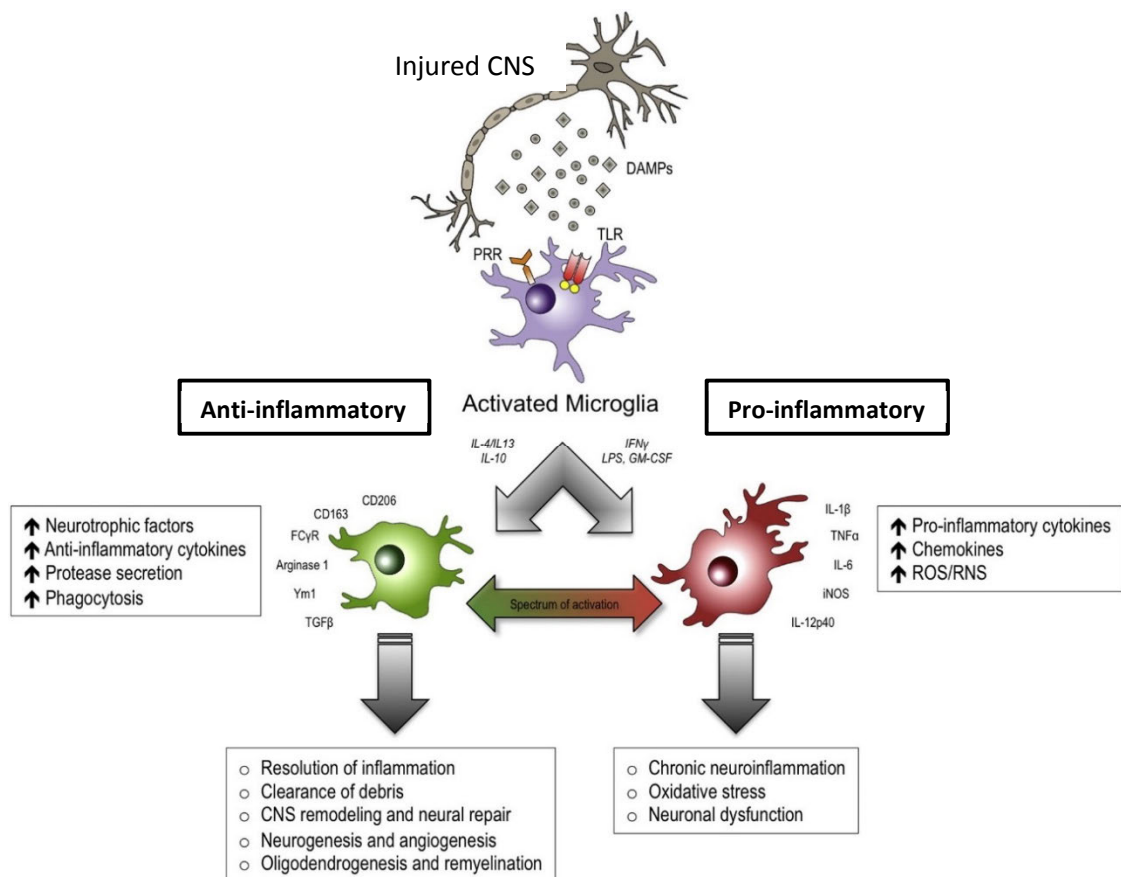 Injured CNS
DAMPs
TLR
PRR
Anti-inflammatory
Activated Microglia
Pro-inflammatory
IL-4/IL13
IL-10
IFNγ
LPS, GM-CSF
🡹 Neurotrophic factors
🡹 Anti-inflammatory cytokines
🡹 Protease secretion
🡹 Phagocytosis
CD206
CD163
FCγR
Arginase 1
Ym1
TGFβ
Spectrum of activation
IL-1β
TNFα
IL-6
iNOS
IL-12p40
🡹 Pro-inflammatory cytokines
🡹 Chemokines
🡹 ROS/RNS
○ Resolution of inflammation
○ Clearance of debris
○ CNS remodeling and neural repair
○ Neurogenesis and angiogenesis
○ Oligodendrogenesis and remyelination
○ Chronic neuroinflammation
○ Oxidative stress
○ Neuronal dysfunction